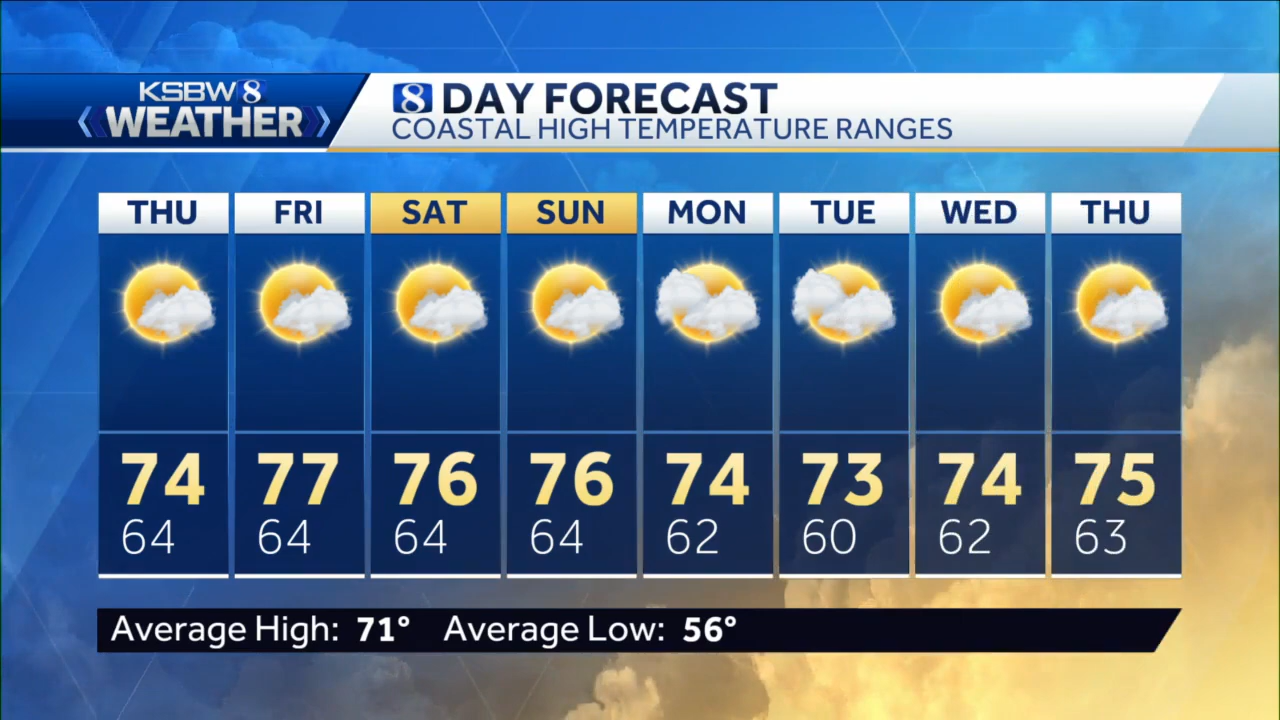 KSBW 8
WEATHER
8 DAY FORECAST
COASTAL HIGH TEMPERATURE RANGES
THU FRI SAT SUN MON TUE WED THU
74 77 76 76 74 73 74 75
64 64 64 64 62 60 62 63
Average High: 71° Average Low: 56°